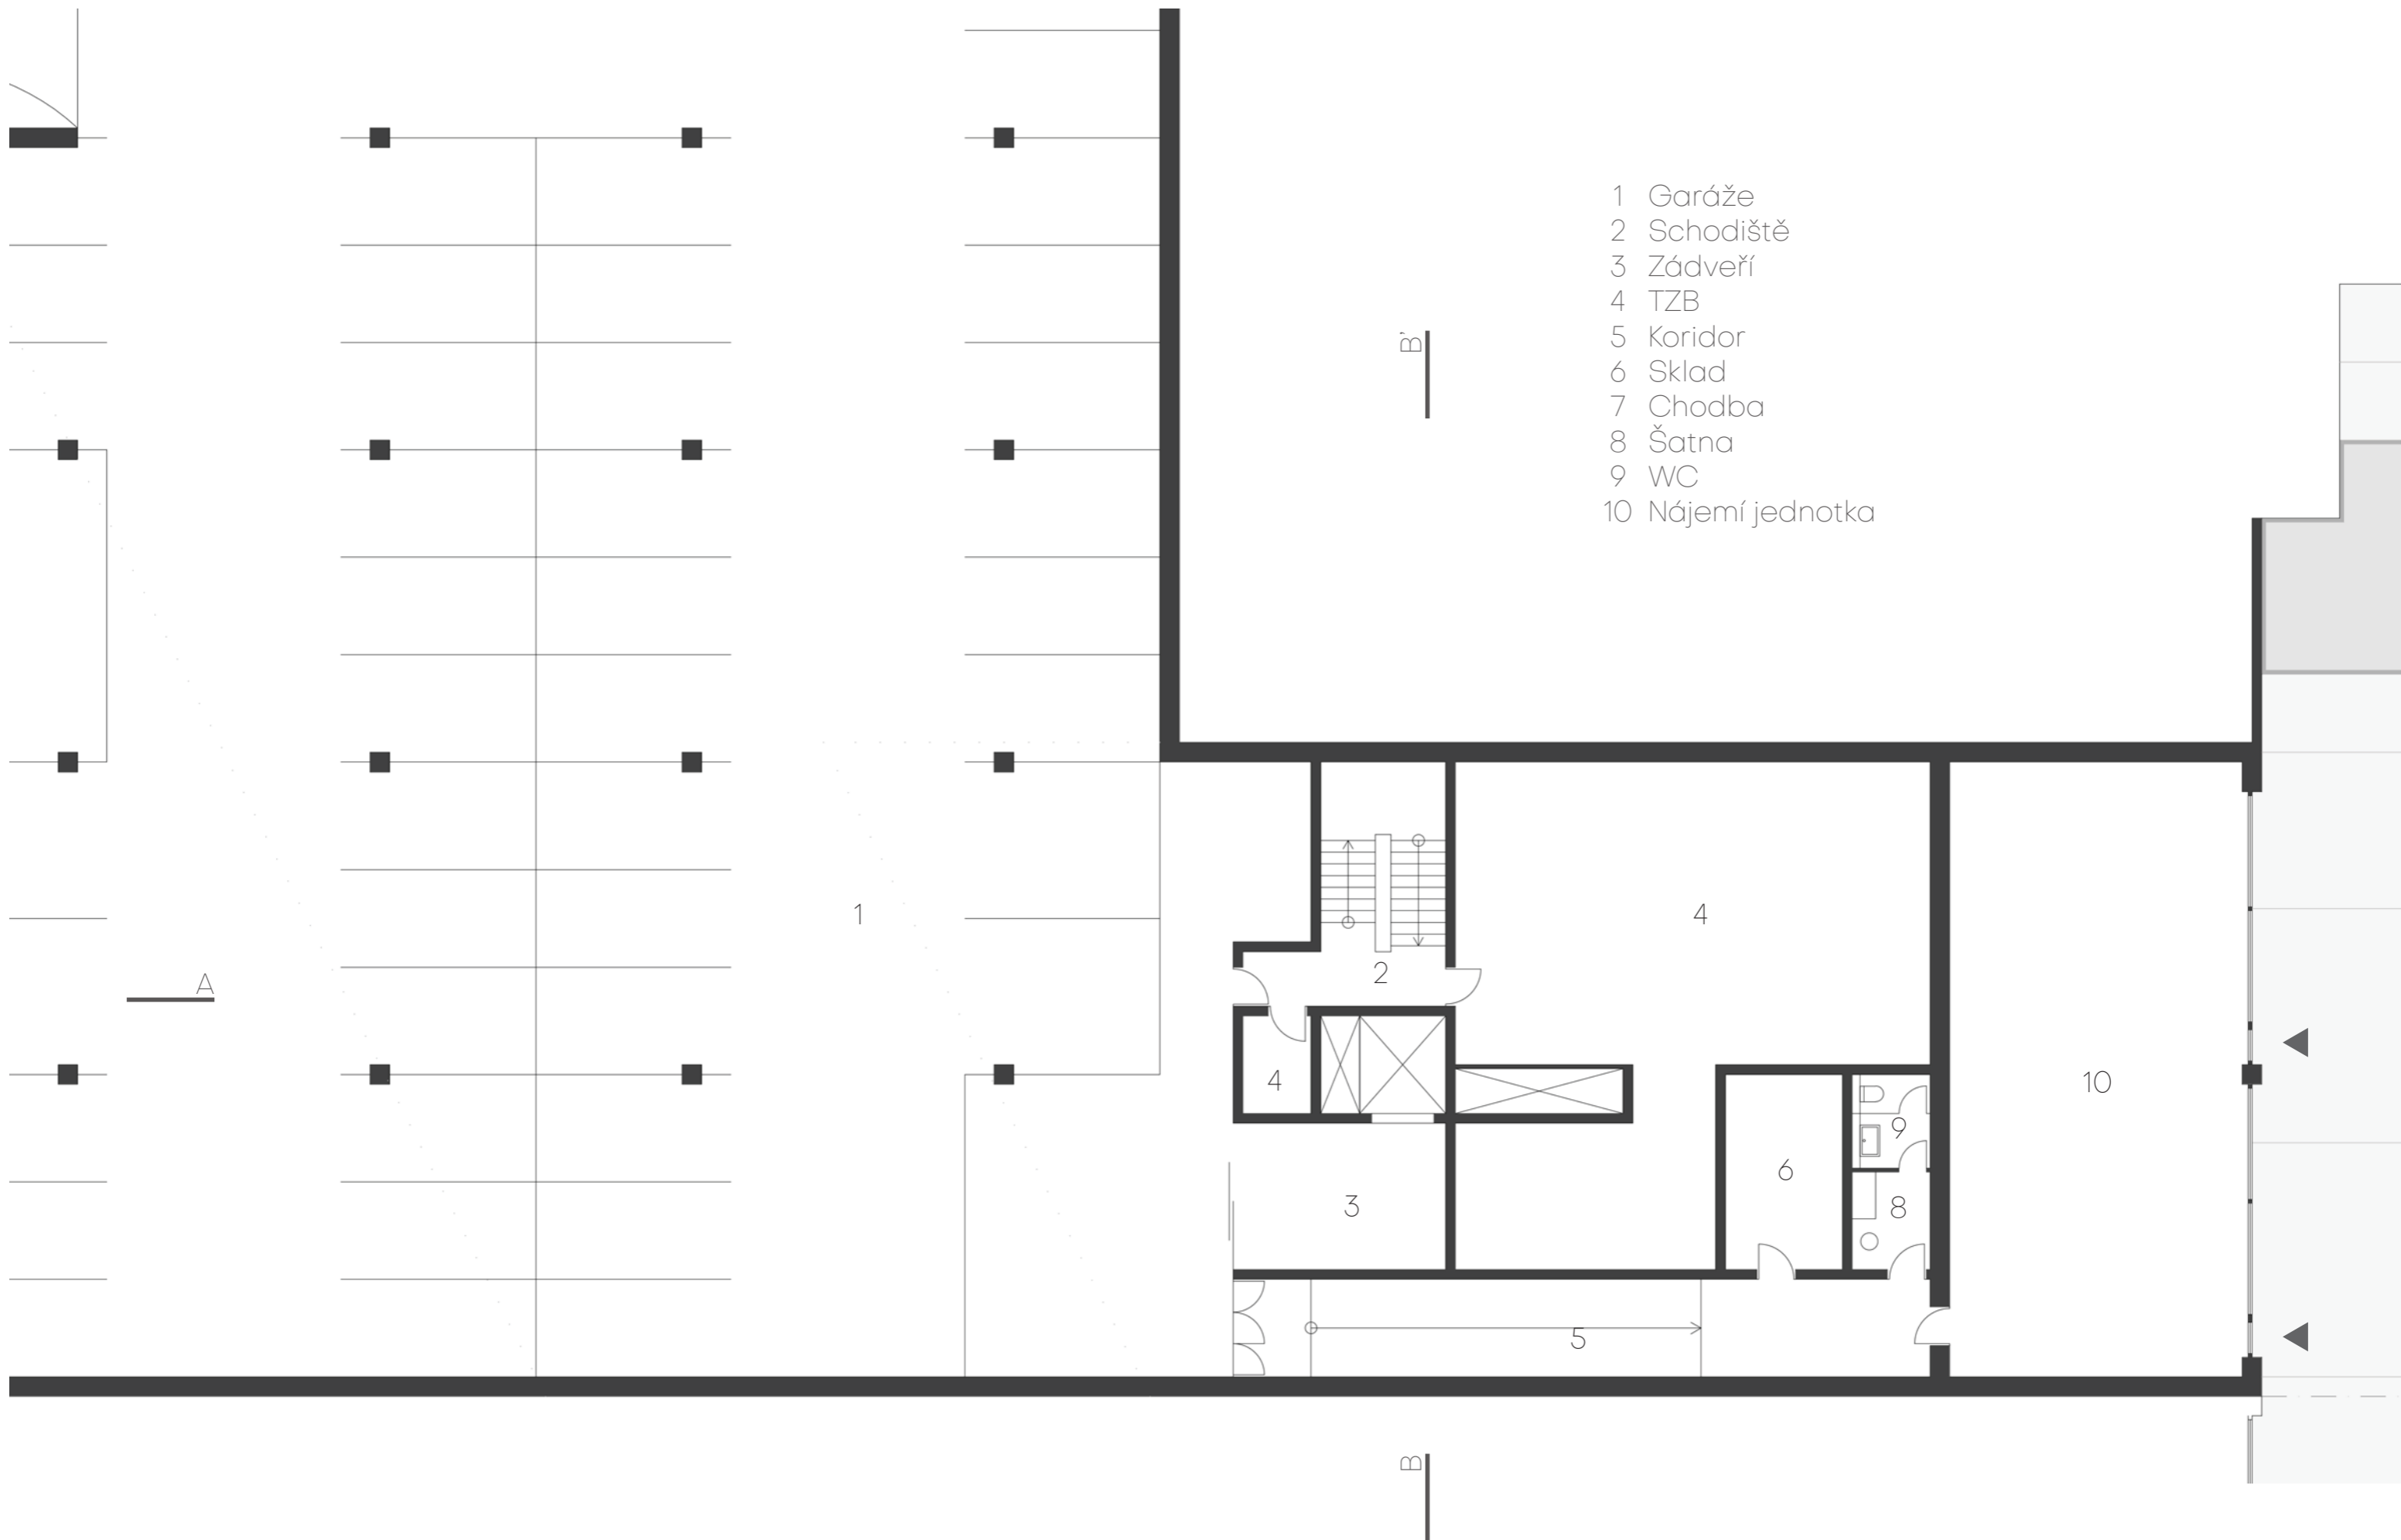 1 Garáže
2 Schodiště
3 Zádveří
4 TZB
5 Koridor
6 Sklad
7 Chodba
8 Šatna
9 WC
10 Nájemí jednotka
B'
1
4
2
A
4
10
9
6
8
3
5
B